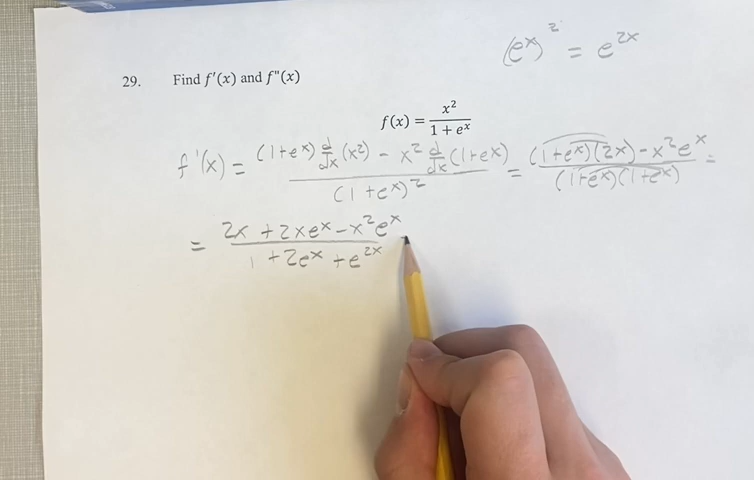 (e^x)^2 = e^{2x}
29. Find f'(x) and f"(x)
f(x) = x^2 / (1 + e^x)
f'(x) = ((1+e^x) d/dx (x^2) - x^2 d/dx (1+e^x)) / (1+e^x)^2 = ((1+e^x)(2x) - x^2e^x) / ((1+e^x)(1+e^x)) =
= (2x + 2xe^x - x^2e^x) / (1 + 2e^x + e^{2x})